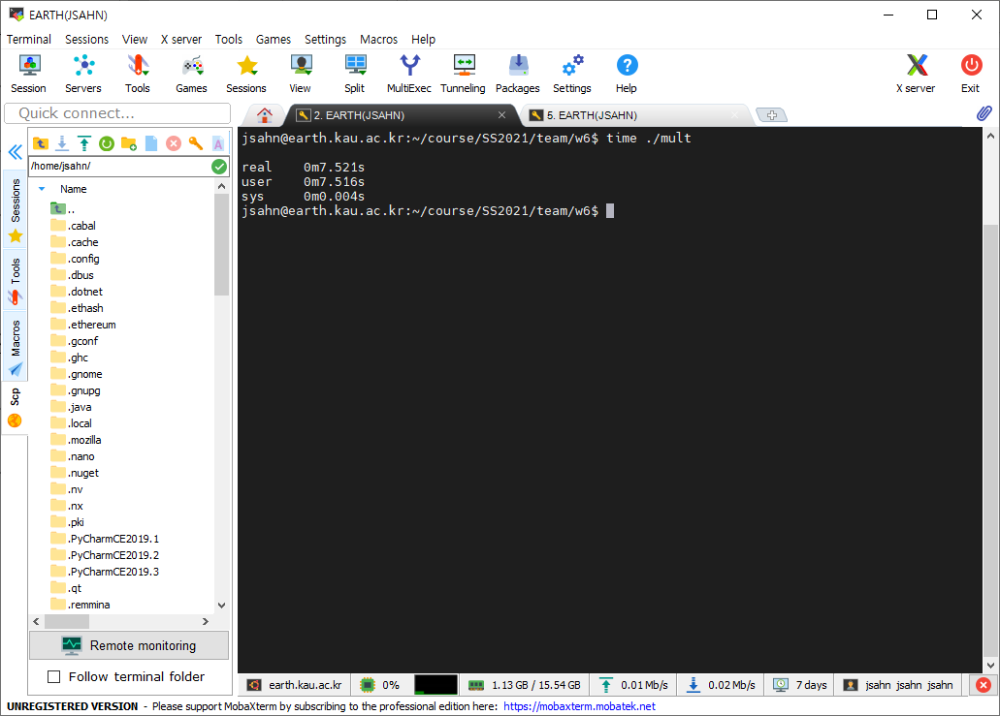 EARTH(JSAHN)
Terminal Sessions View X server Tools Games Settings Macros Help
Session Servers Tools Games Sessions View Split MultiExec Tunneling Packages Settings Help X server Exit
Quick connect...
2. EARTH(JSAHN)
5. EARTH(JSAHN)
Sessions
Tools
Macros
Scp
/home/jsahn/
Name
..
.cabal
.cache
.config
.dbus
.dotnet
.ethash
.ethereum
.gconf
.ghc
.gnome
.gnupg
.java
.local
.mozilla
.nano
.nuget
.nv
.nx
.pki
.PyCharmCE2019.1
.PyCharmCE2019.2
.PyCharmCE2019.3
.qt
.remmina
Remote monitoring
Follow terminal folder
jsahn@earth.kau.ac.kr:~/course/SS2021/team/w6$ time ./mult
real 0m7.521s
user 0m7.516s
sys 0m0.004s
jsahn@earth.kau.ac.kr:~/course/SS2021/team/w6$
earth.kau.ac.kr 0% 1.13 GB / 15.54 GB 0.01 Mb/s 0.02 Mb/s 7 days jsahn jsahn jsahn
UNREGISTERED VERSION - Please support MobaXterm by subscribing to the professional edition here: https://mobaxterm.mobatek.net